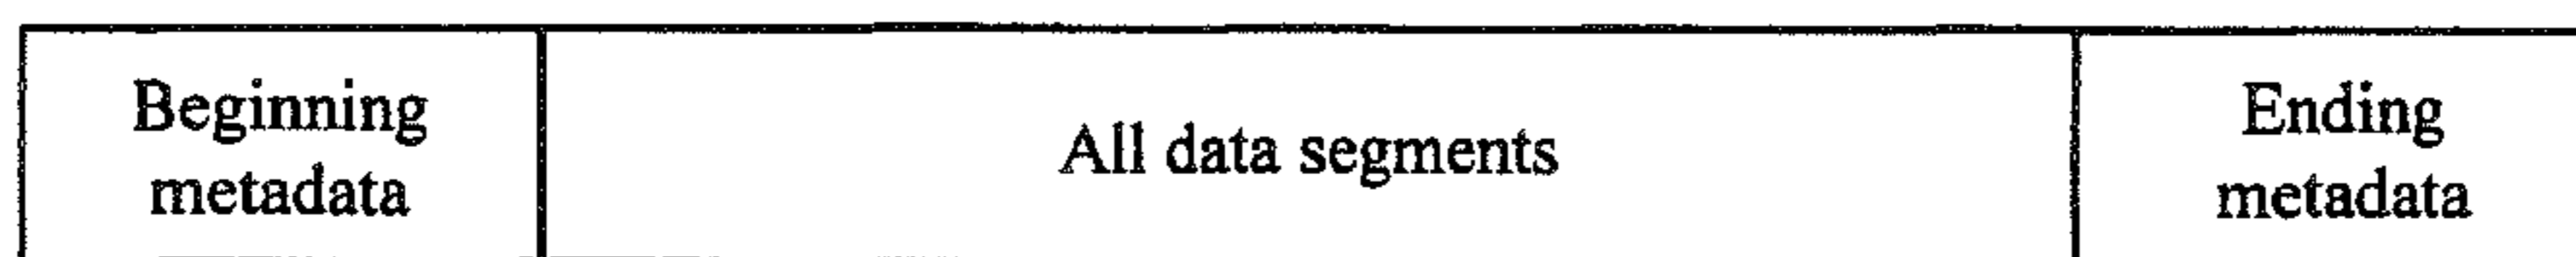 Beginning
metadata
All data segments
Ending
metadata